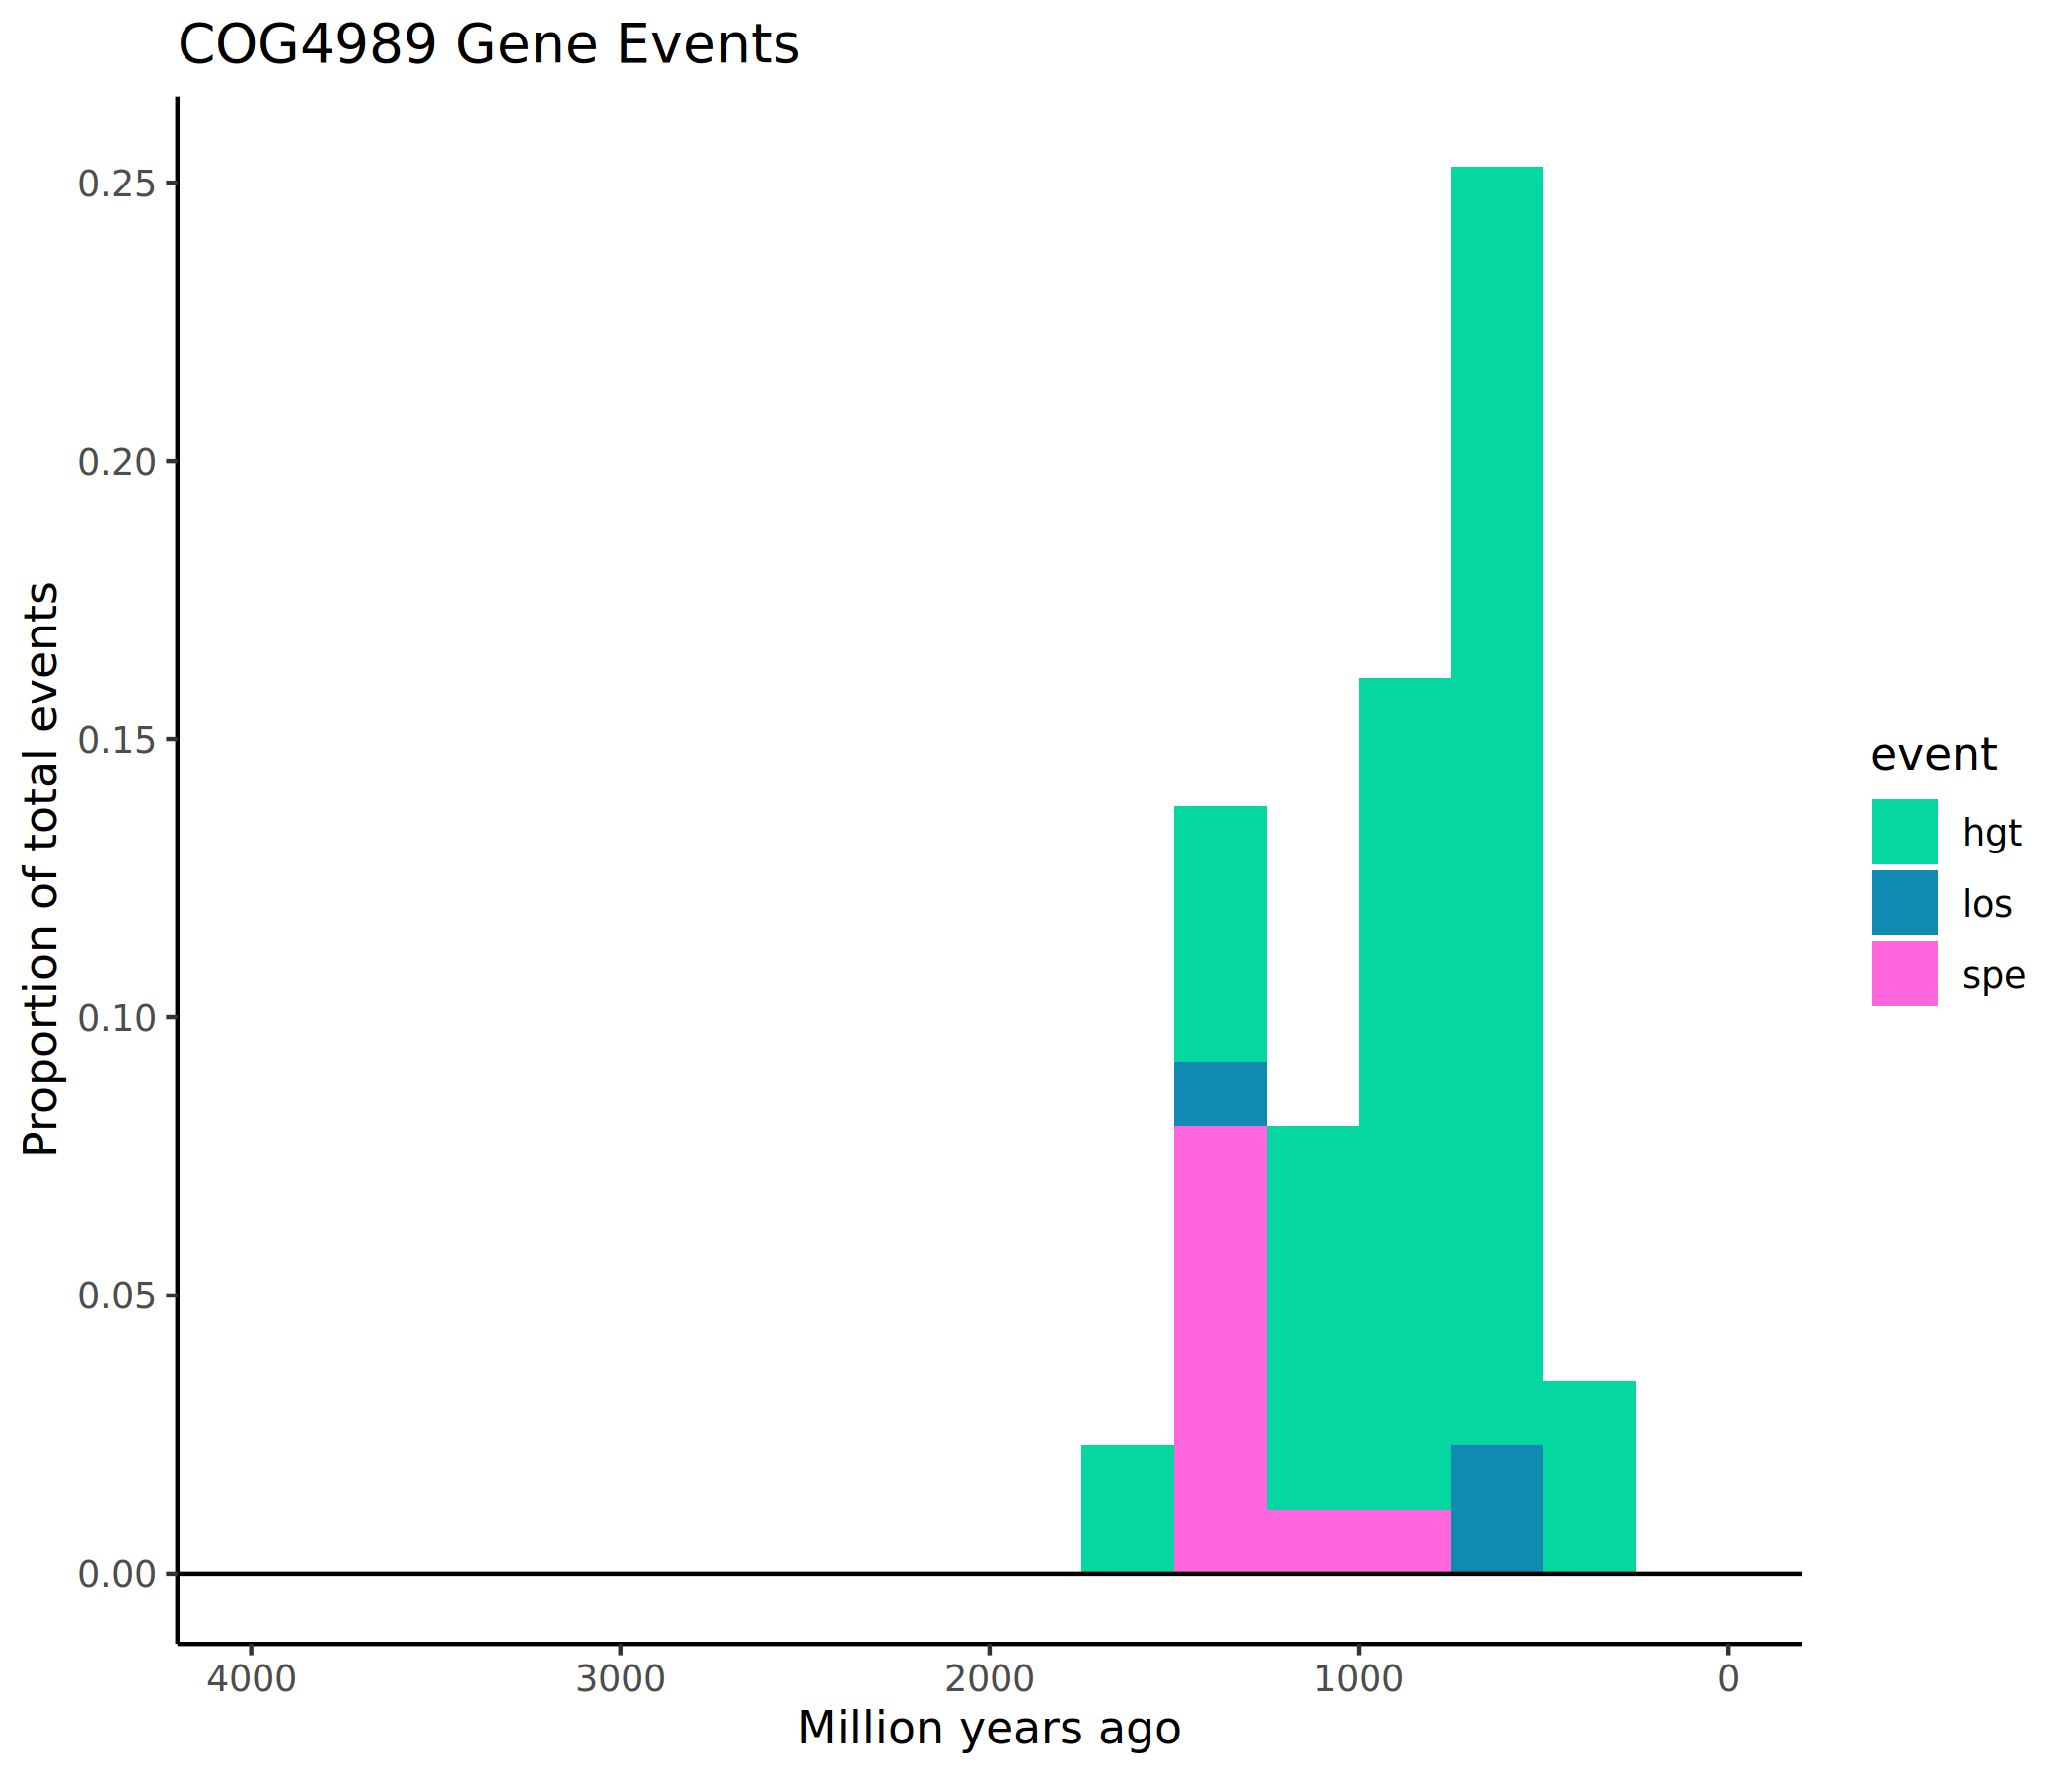 COG4989 Gene Events
Proportion of total events
0.25
0.20
0.15
0.10
0.05
0.00
4000 3000 2000 1000 0
Million years ago
event
hgt
los
spe